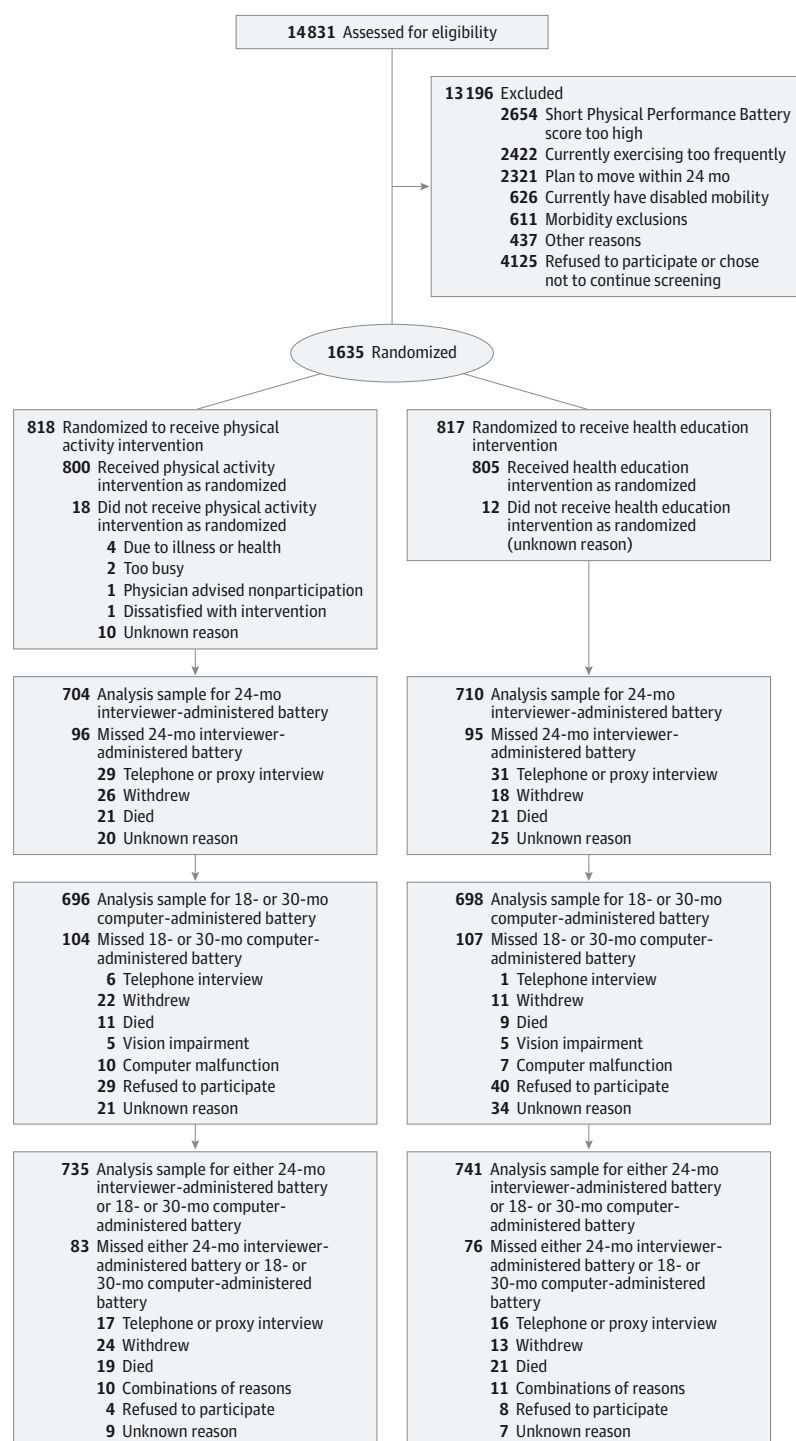 14831 Assessed for eligibility
13196 Excluded
2654 Short Physical Performance Battery
score too high
2422 Currently exercising too frequently
2321 Plan to move within 24 mo
626 Currently have disabled mobility
611 Morbidity exclusions
437 Other reasons
4125 Refused to participate or chose
not to continue screening
1635 Randomized
818 Randomized to receive physical
activity intervention
800 Received physical activity
intervention as randomized
18 Did not receive physical activity
intervention as randomized
4 Due to illness or health
2 Too busy
1 Physician advised nonparticipation
1 Dissatisfied with intervention
10 Unknown reason
817 Randomized to receive health education
intervention
805 Received health education
intervention as randomized
12 Did not receive health education
intervention as randomized
(unknown reason)
704 Analysis sample for 24-mo
interviewer-administered battery
96 Missed 24-mo interviewer-
administered battery
29 Telephone or proxy interview
26 Withdrew
21 Died
20 Unknown reason
710 Analysis sample for 24-mo
interviewer-administered battery
95 Missed 24-mo interviewer-
administered battery
31 Telephone or proxy interview
18 Withdrew
21 Died
25 Unknown reason
696 Analysis sample for 18- or 30-mo
computer-administered battery
104 Missed 18- or 30-mo computer-
administered battery
6 Telephone interview
22 Withdrew
11 Died
5 Vision impairment
10 Computer malfunction
29 Refused to participate
21 Unknown reason
698 Analysis sample for 18- or 30-mo
computer-administered battery
107 Missed 18- or 30-mo computer-
administered battery
1 Telephone interview
11 Withdrew
9 Died
5 Vision impairment
7 Computer malfunction
40 Refused to participate
34 Unknown reason
735 Analysis sample for either 24-mo
interviewer-administered battery
or 18- or 30-mo computer-
administered battery
83 Missed either 24-mo interviewer-
administered battery or 18- or
30-mo computer-administered
battery
17 Telephone or proxy interview
24 Withdrew
19 Died
10 Combinations of reasons
4 Refused to participate
9 Unknown reason
741 Analysis sample for either 24-mo
interviewer-administered battery
or 18- or 30-mo computer-
administered battery
76 Missed either 24-mo interviewer-
administered battery or 18- or
30-mo computer-administered
battery
16 Telephone or proxy interview
13 Withdrew
21 Died
11 Combinations of reasons
8 Refused to participate
7 Unknown reason